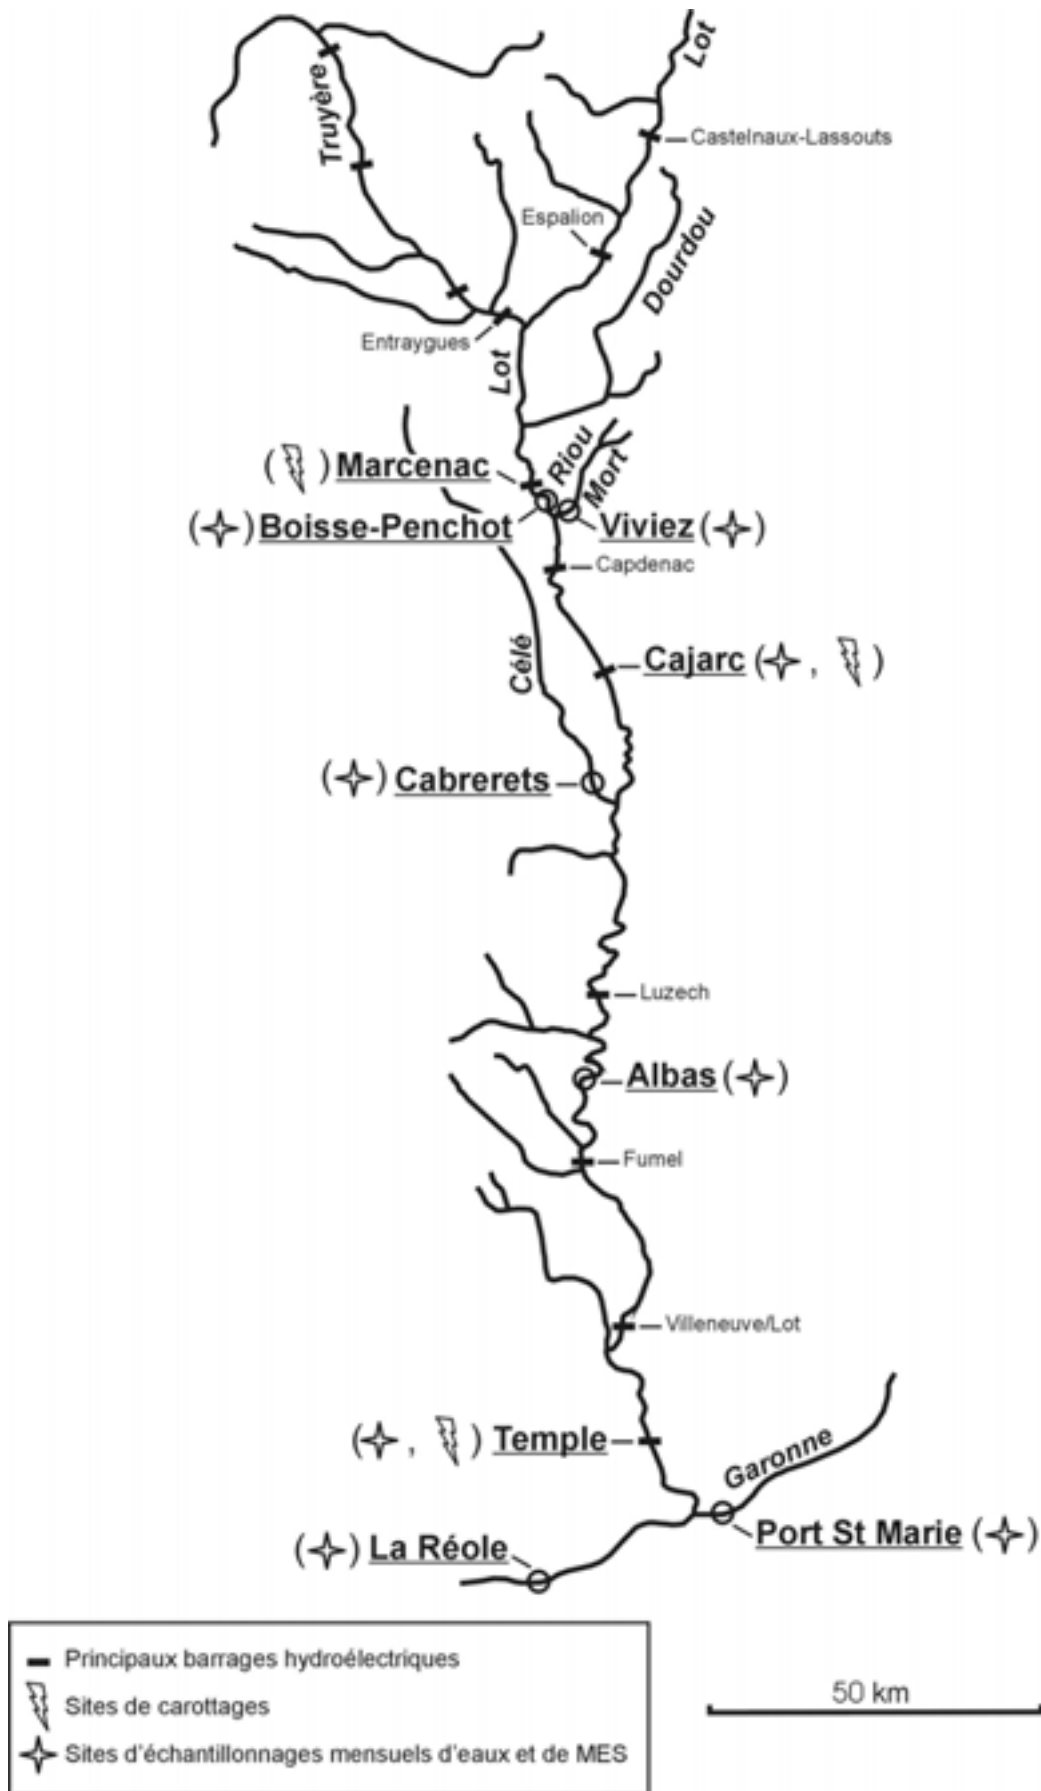 Lot
Truyère
Castelnaux-Lassouts
Espalion
Dourdou
Entraygues
Lot
Riou
Mort
( ) Marcenac
( ) Boisse-Penchot
Viviez ( )
Capdenac
Célé
Cajarc ( , )
( ) Cabrerets
Luzech
Albas ( )
Fumel
Villeneuve/Lot
( , ) Temple
Garonne
Port St Marie ( )
( ) La Réole
Principaux barrages hydroélectriques
Sites de carottages
Sites d'échantillonnages mensuels d'eaux et de MES
50 km